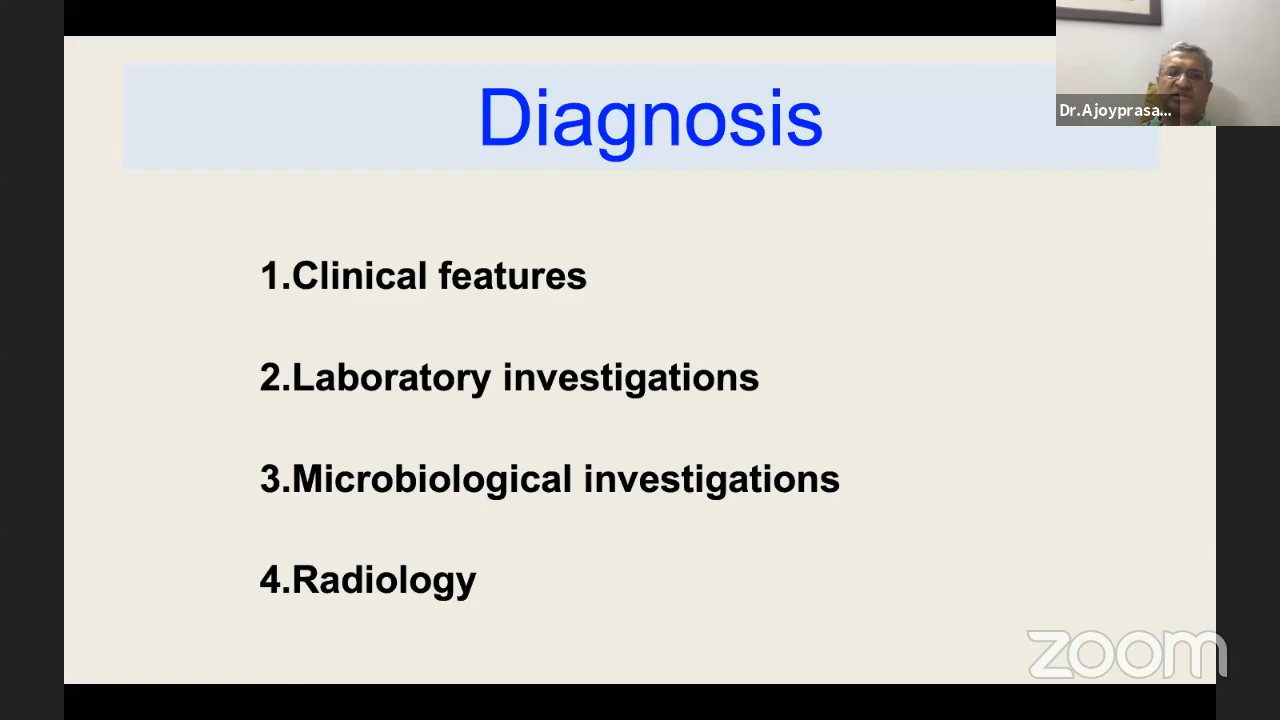 Diagnosis
Dr.Ajoyprasa...
1.Clinical features
2.Laboratory investigations
3.Microbiological investigations
4.Radiology
zoom